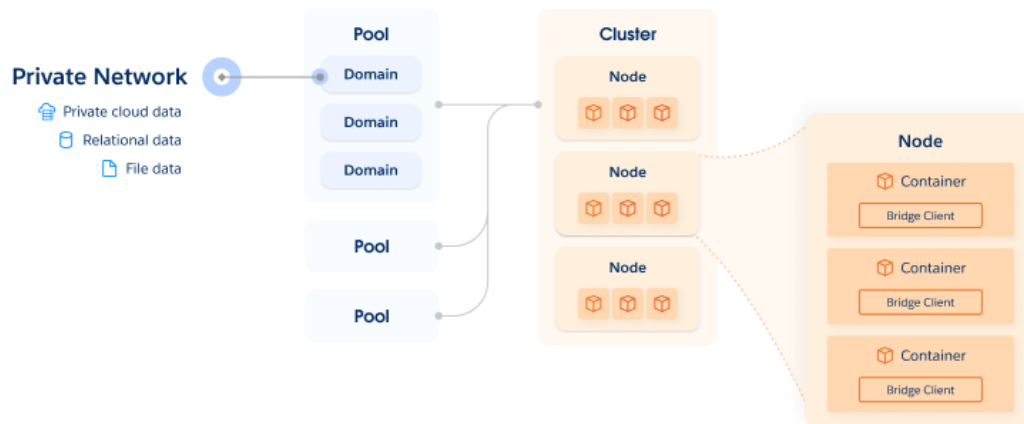 Private Network
Private cloud data
Relational data
File data
Pool
Domain
Domain
Domain
Pool
Pool
Cluster
Node
Node
Node
Node
Container
Bridge Client
Container
Bridge Client
Container
Bridge Client